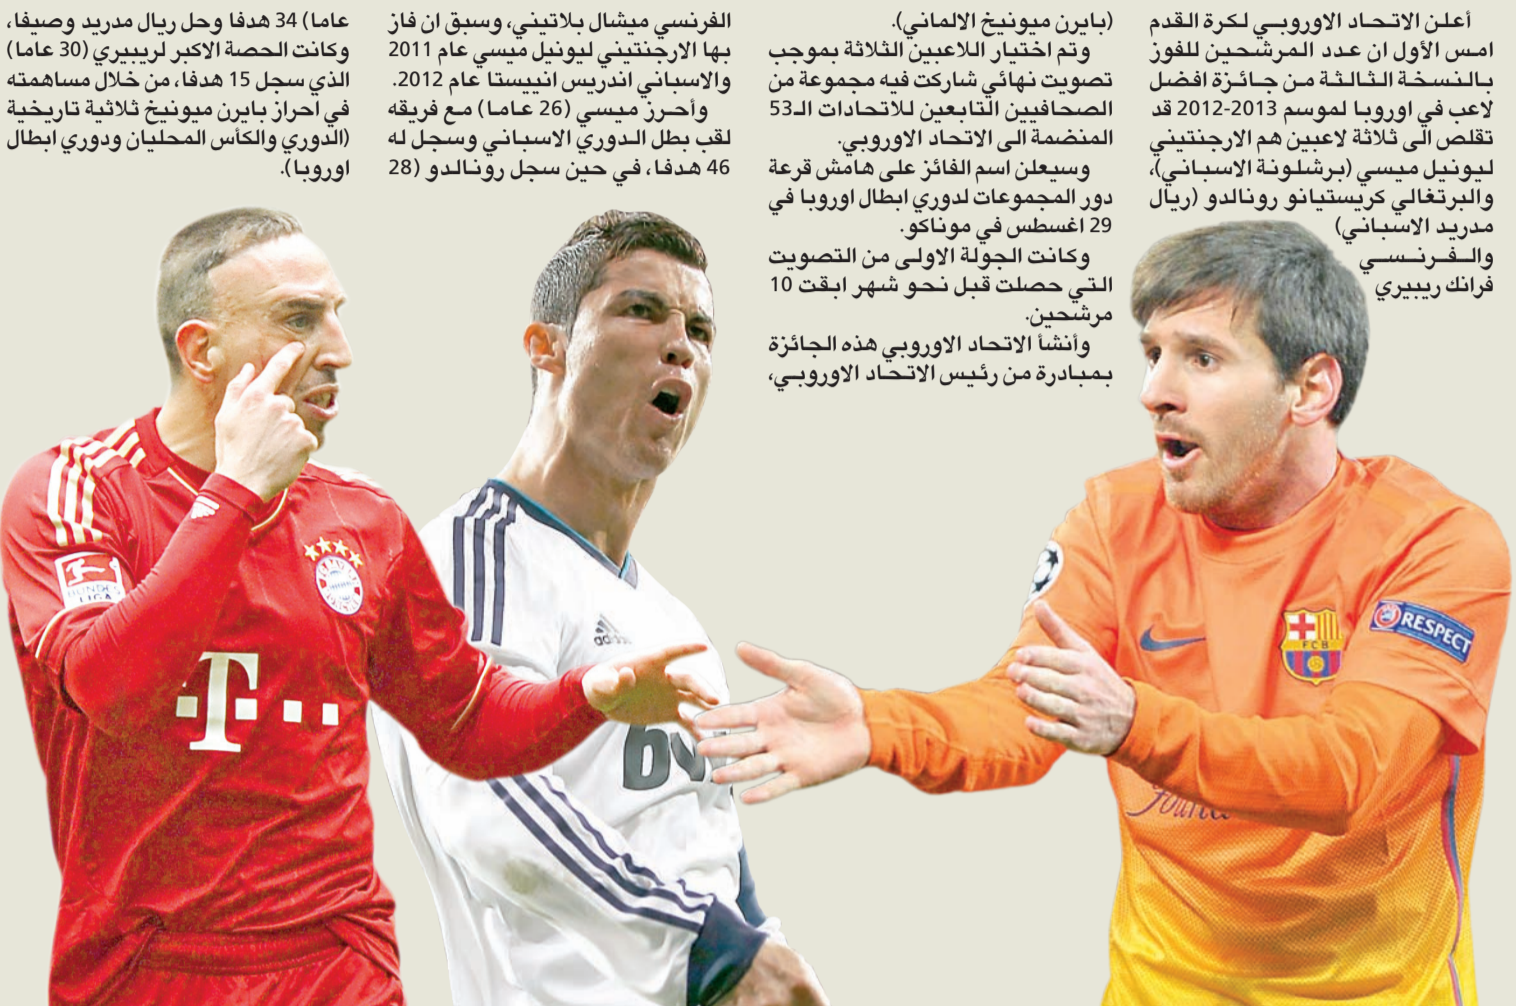 أعلن الاتحاد الاوروبي لكرة القدم
امس الأول ان عدد المرشحين للفوز
بالنسخة الثالثة من جائزة افضل
لاعب في اوروبا لموسم 2013-2012 قد
تقلص الى ثلاثة لاعبين هم الارجنتيني
ليونيل ميسي (برشلونة الاسباني)،
والبرتغالي كريستيانو رونالدو (ريال
مدريد الاسباني)
والفرنسي
فرانك ريبيري
(بايرن ميونيخ الالماني).
وتم اختيار اللاعبين الثلاثة بموجب
تصويت نهائي شاركت فيه مجموعة من
الصحافيين التابعين للاتحادات الـ53
المنضمة الى الاتحاد الاوروبي.
وسيعلن اسم الفائز على هامش قرعة
دور المجموعات لدوري ابطال اوروبا في
29 اغسطس في موناكو.
وكانت الجولة الاولى من التصويت
التي حصلت قبل نحو شهر ابقت 10
مرشحين.
وأنشأ الاتحاد الاوروبي هذه الجائزة
بمبادرة من رئيس الاتحاد الاوروبي،
الفرنسي ميشال بلاتيني، وسبق ان فاز
بها الارجنتيني ليونيل ميسي عام 2011
والاسباني اندريس انييستا عام 2012.
وأحرز ميسي (26 عاما) مع فريقه
لقب بطل الدوري الاسباني وسجل له
46 هدفا، في حين سجل رونالدو (28
عاما) 34 هدفا وحل ريال مدريد وصيفا،
وكانت الحصة الاكبر لريبيري (30 عاما)
الذي سجل 15 هدفا، من خلال مساهمته
في احراز بايرن ميونيخ ثلاثية تاريخية
(الدوري والكأس المحليان ودوري ابطال
اوروبا).
RESPECT
FCB
adidas
BUNDES
LIGA
T